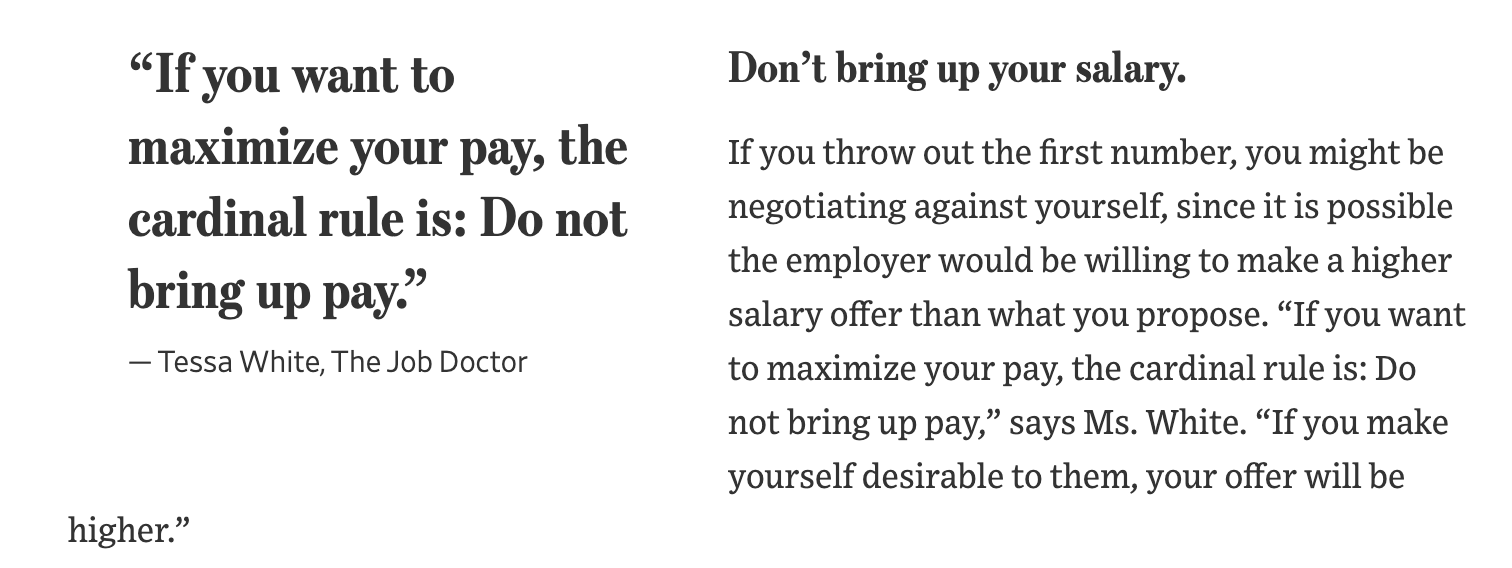 “If you want to
maximize your pay, the
cardinal rule is: Do not
bring up pay.”
— Tessa White, The Job Doctor
Don’t bring up your salary.
If you throw out the first number, you might be
negotiating against yourself, since it is possible
the employer would be willing to make a higher
salary offer than what you propose. “If you want
to maximize your pay, the cardinal rule is: Do
not bring up pay,” says Ms. White. “If you make
yourself desirable to them, your offer will be
higher.”